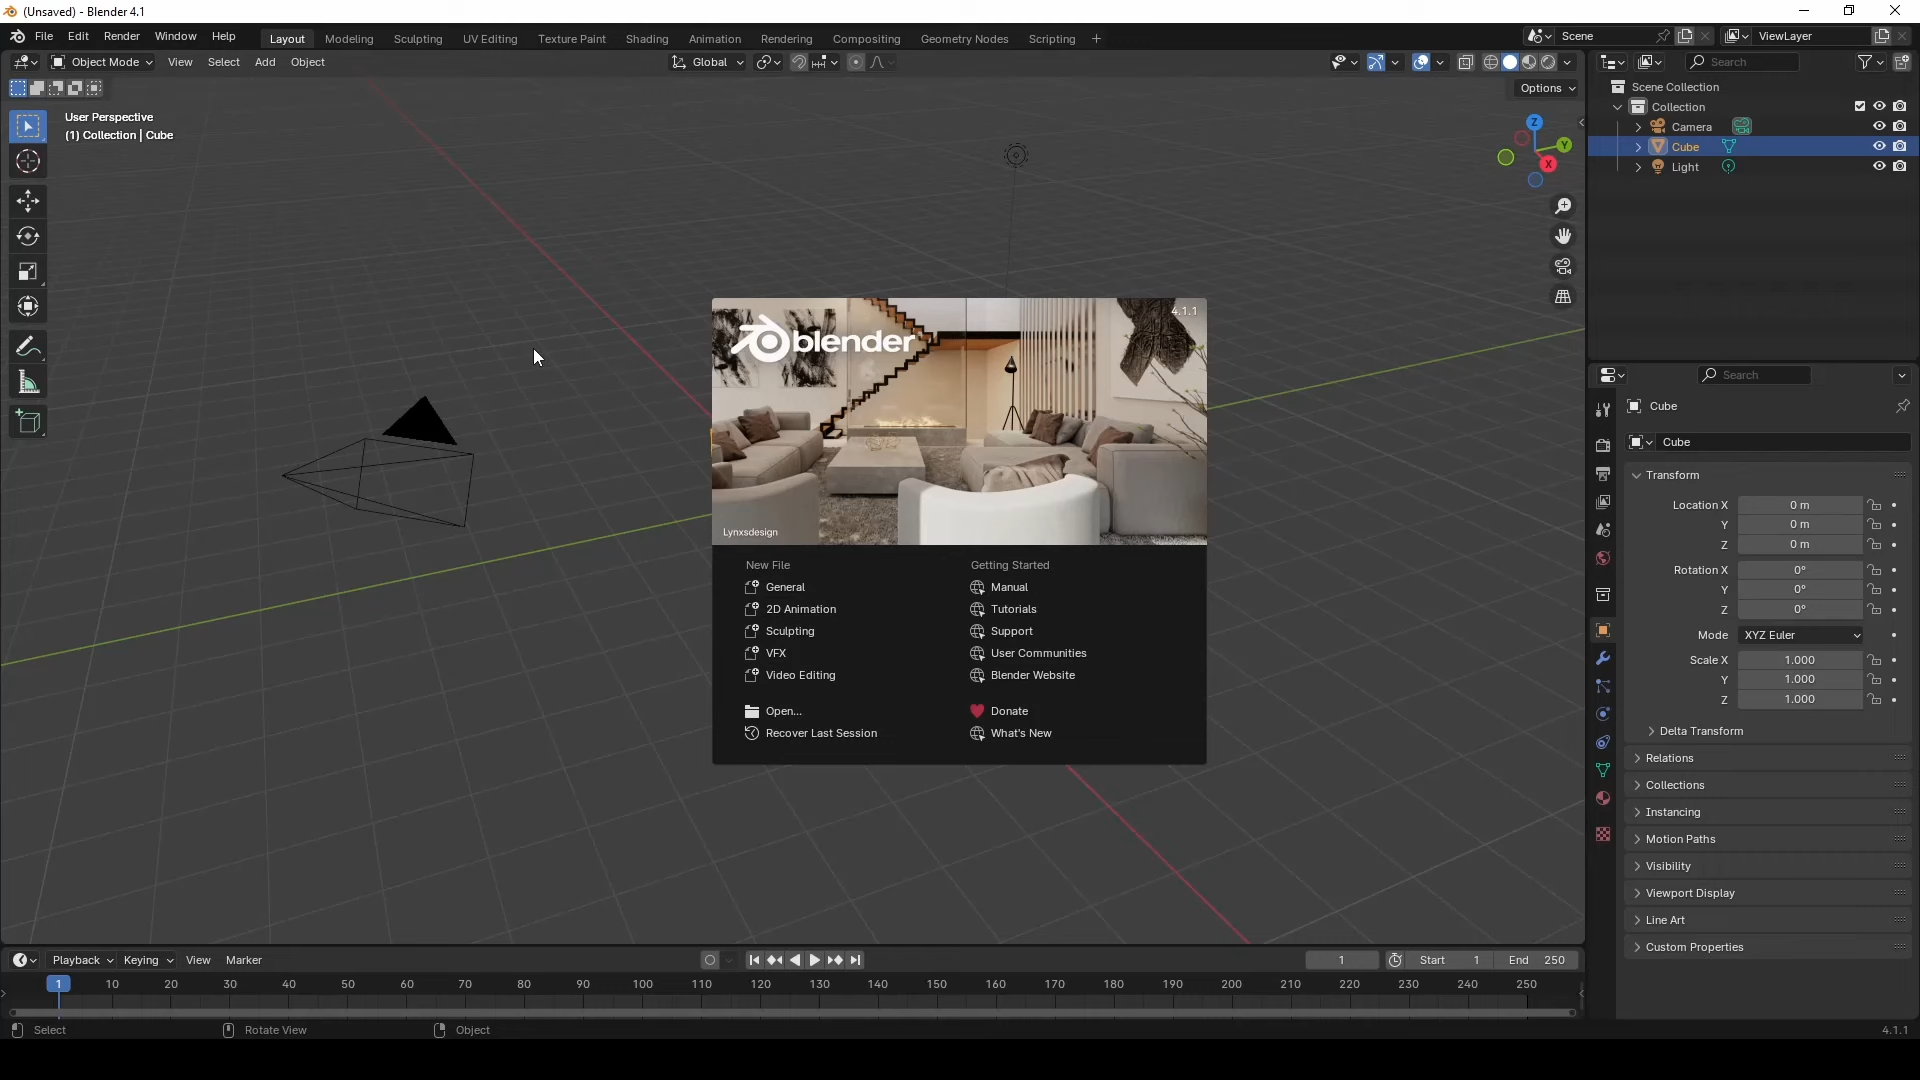 (Unsaved) - Blender 4.1
File Edit Render Window Help Layout Modeling Sculpting UV Editing Texture Paint Shading Animation Rendering Compositing Geometry Nodes Scripting + Scene ViewLayer
Object Mode View Select Add Object Global Search
Options
User Perspective
(1) Collection | Cube
Z
Y
X
Scene Collection
Collection
Camera
Cube
Light
Search
Cube
Cube
Transform
Location X 0 m
Y 0 m
Z 0 m
Rotation X 0°
Y 0°
Z 0°
Mode XYZ Euler
Scale X 1.000
Y 1.000
Z 1.000
Delta Transform
Relations
Collections
Instancing
Motion Paths
Visibility
Viewport Display
Line Art
Custom Properties
4.1.1
blender
Lynxsdesign
New File
General
2D Animation
Sculpting
VFX
Video Editing
Open...
Recover Last Session
Getting Started
Manual
Tutorials
Support
User Communities
Blender Website
Donate
What's New
Playback Keying View Marker 1 Start 1 End 250
1 10 20 30 40 50 60 70 80 90 100 110 120 130 140 150 160 170 180 190 200 210 220 230 240 250
Select Rotate View Object 4.1.1